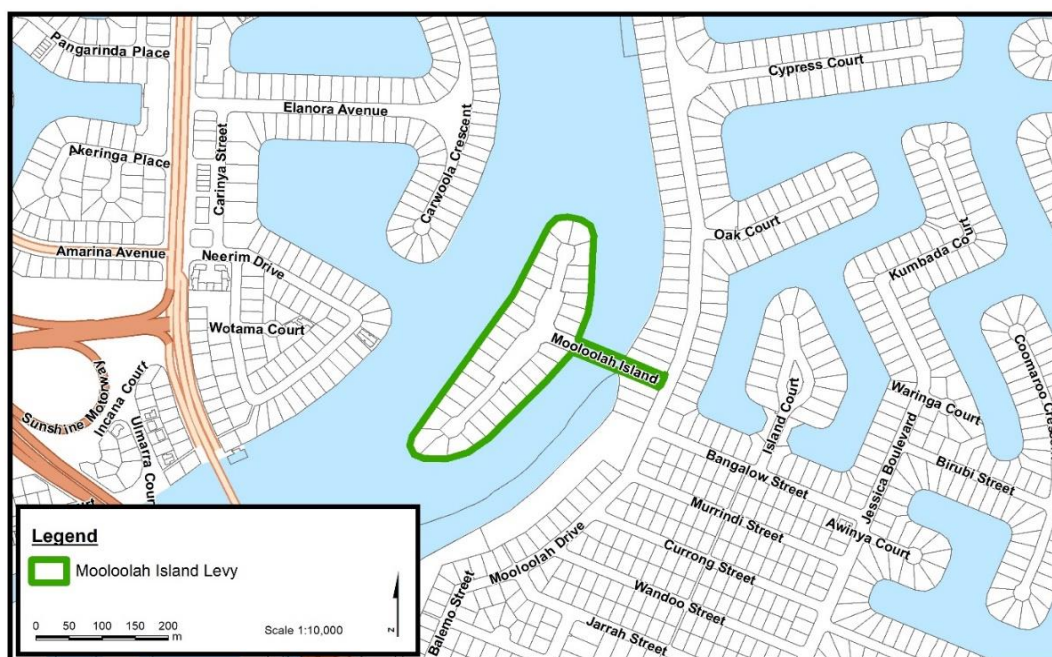 Pangarinda Place
Cypress Court
Elanora Avenue
Carwoola Crescent
Akeringa Place
Carinya Street
Oak Court
Kumbada Court
Amarina Avenue
Neerim Drive
Wotama Court
Mooloolah Island
Coomaroo Cres
Sunshine Motorway
Incana Court
Ulmarra Court
Island Court
Waringa Court
Jessica Boulevard
Bangalow Street
Birubi Street
Murrindi Street
Awinya Court
Mooloolah Drive
Currong Street
Wandoo Street
Balemo Street
Jarrah Street
Legend
Mooloolah Island Levy
0 50 100 150 200
m
Scale 1:10,000
N